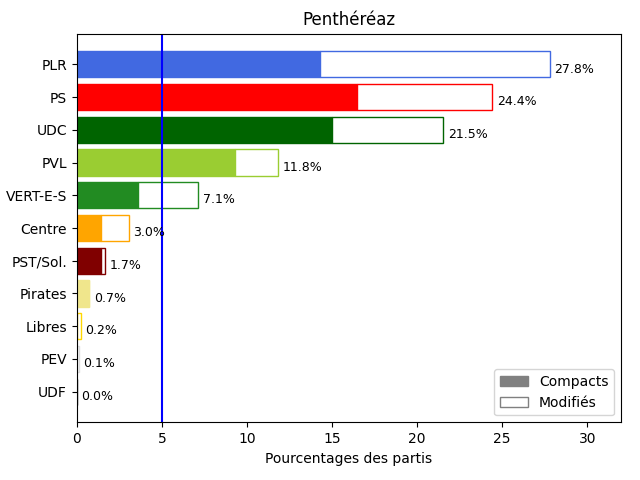 Penthéréaz
PLR 27.8%
PS 24.4%
UDC 21.5%
PVL 11.8%
VERT-E-S 7.1%
Centre 3.0%
PST/Sol. 1.7%
Pirates 0.7%
Libres 0.2%
PEV 0.1%
UDF 0.0%
Compacts
Modifiés
0 5 10 15 20 25 30
Pourcentages des partis